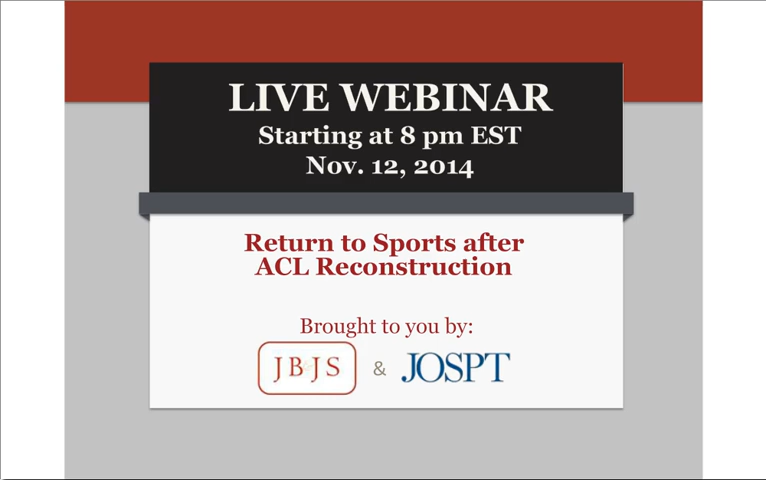 LIVE WEBINAR
Starting at 8 pm EST
Nov. 12, 2014
Return to Sports after
ACL Reconstruction
Brought to you by:
JBJS & JOSPT